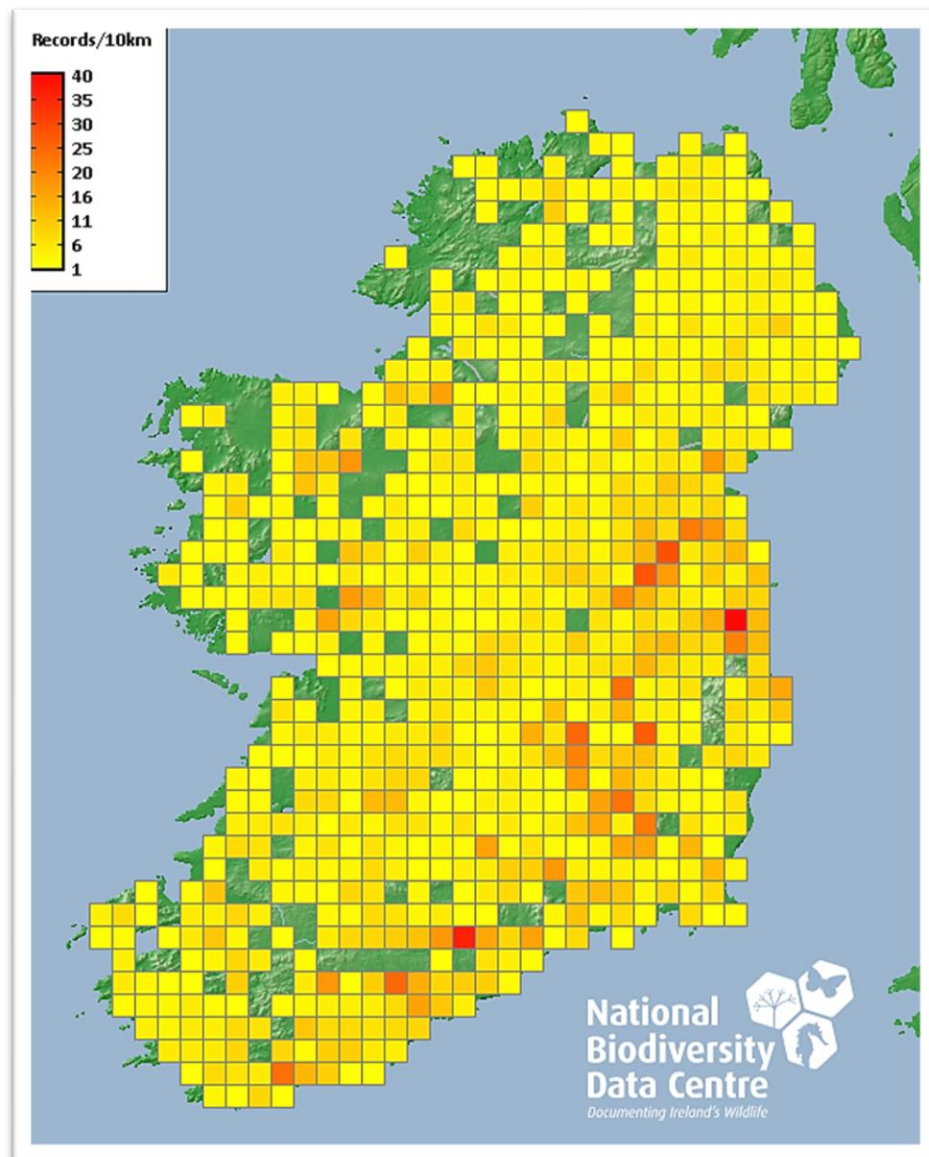 Records/10km
40
35
30
25
20
16
11
6
1
National
Biodiversity
Data Centre
Documenting Ireland's Wildlife